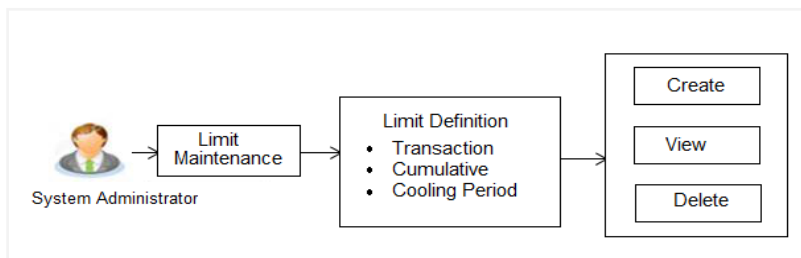 System Administrator
Limit
Maintenance
Limit Definition
• Transaction
• Cumulative
• Cooling Period
Create
View
Delete